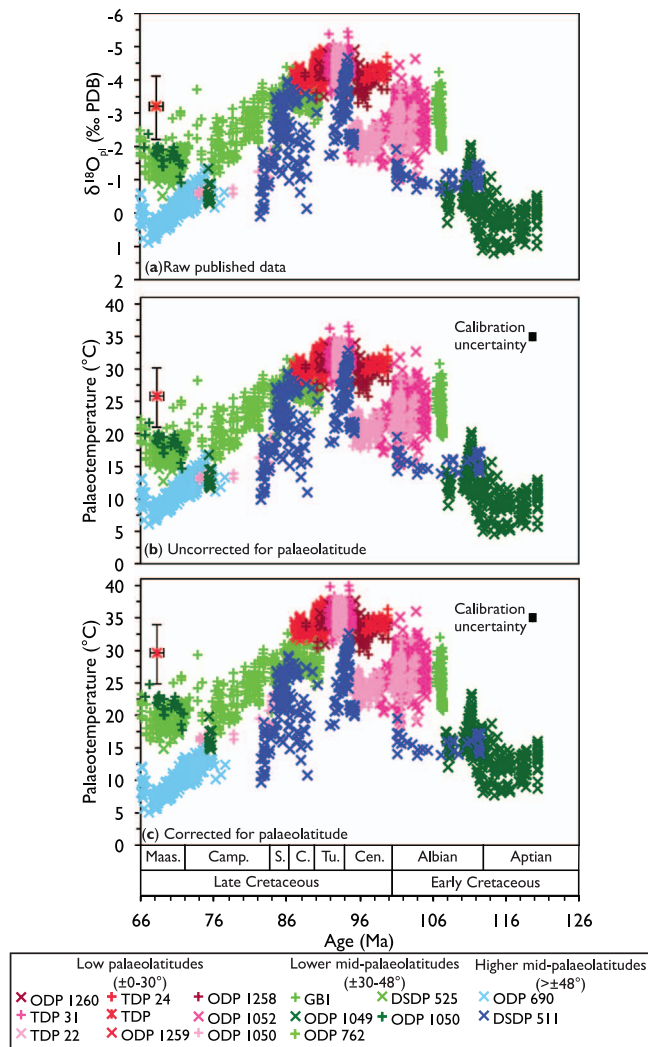 -6
-5
-4
-3
-2
-1
0
1
2
δ18Opl (‰ PDB)
(a)Raw published data
40
35
30
25
20
15
10
5
0
Palaeotemperature (°C)
Calibration
uncertainty
(b) Uncorrected for palaeolatitude
40
35
30
25
20
15
10
5
0
Palaeotemperature (°C)
Calibration
uncertainty
(c) Corrected for palaeolatitude
Maas. Camp. S. C. Tu. Cen. Albian Aptian
Late Cretaceous Early Cretaceous
66 76 86 96 106 116 126
Age (Ma)
Low palaeolatitudes Lower mid-palaeolatitudes Higher mid-palaeolatitudes
(±0-30°) (±30-48°) (>±48°)
ODP 1260 TDP 24 ODP 1258 GBI DSDP 525 ODP 690
TDP 31 TDP ODP 1052 ODP 1049 ODP 1050 DSDP 511
TDP 22 ODP 1259 ODP 1050 ODP 762